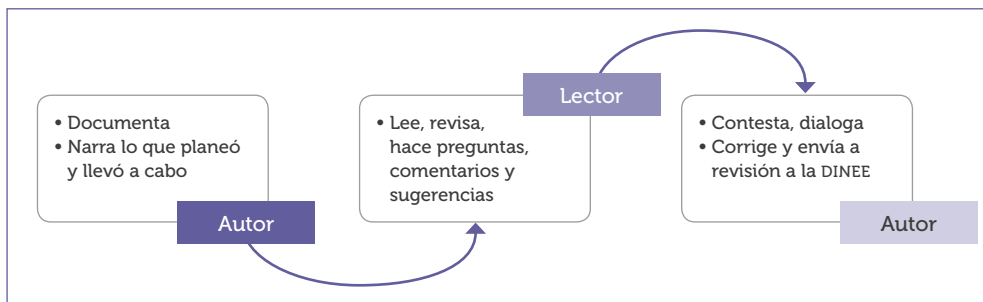 • Documenta
• Narra lo que planeó
y llevó a cabo
Autor
Lector
• Lee, revisa,
hace preguntas,
comentarios y
sugerencias
• Contesta, dialoga
• Corrige y envía a
revisión a la DINEE
Autor